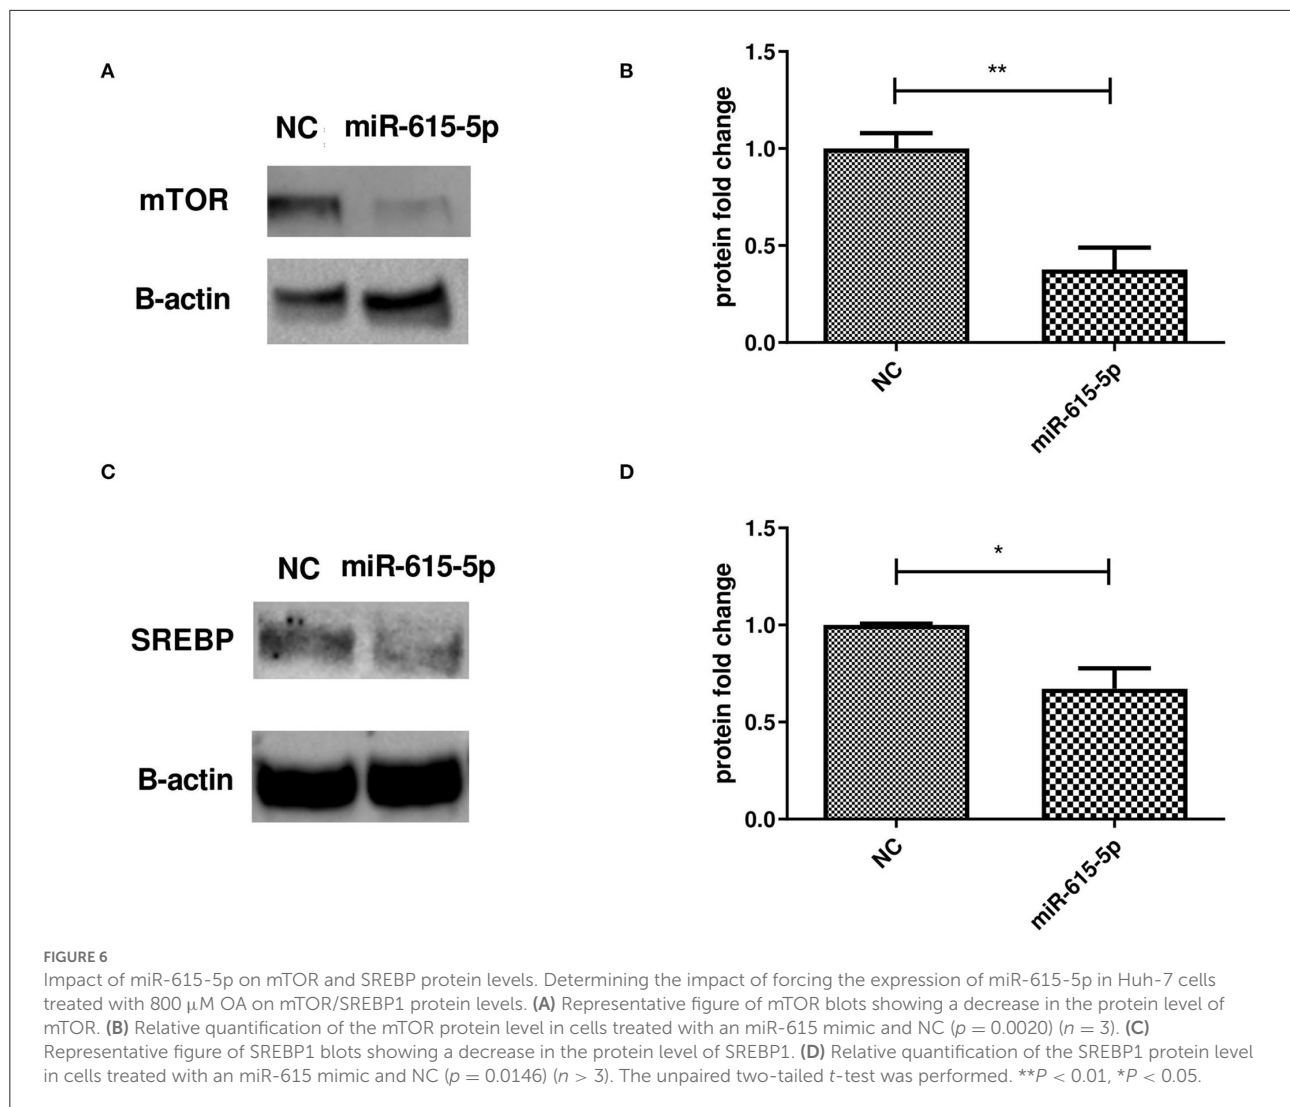 A
NC miR-615-5p
mTOR
B-actin
B
1.5
**
1.0
0.5
0.0
protein fold change
NC
miR-615-5p
C
NC miR-615-5p
SREBP
B-actin
D
1.5
*
1.0
0.5
0.0
protein fold change
NC
miR-615-5p
FIGURE 6
Impact of miR-615-5p on mTOR and SREBP protein levels. Determining the impact of forcing the expression of miR-615-5p in Huh-7 cells
treated with 800 μM OA on mTOR/SREBP1 protein levels. (A) Representative figure of mTOR blots showing a decrease in the protein level of
mTOR. (B) Relative quantification of the mTOR protein level in cells treated with an miR-615 mimic and NC (p = 0.0020) (n = 3). (C)
Representative figure of SREBP1 blots showing a decrease in the protein level of SREBP1. (D) Relative quantification of the SREBP1 protein level
in cells treated with an miR-615 mimic and NC (p = 0.0146) (n > 3). The unpaired two-tailed t-test was performed. **P < 0.01, *P < 0.05.